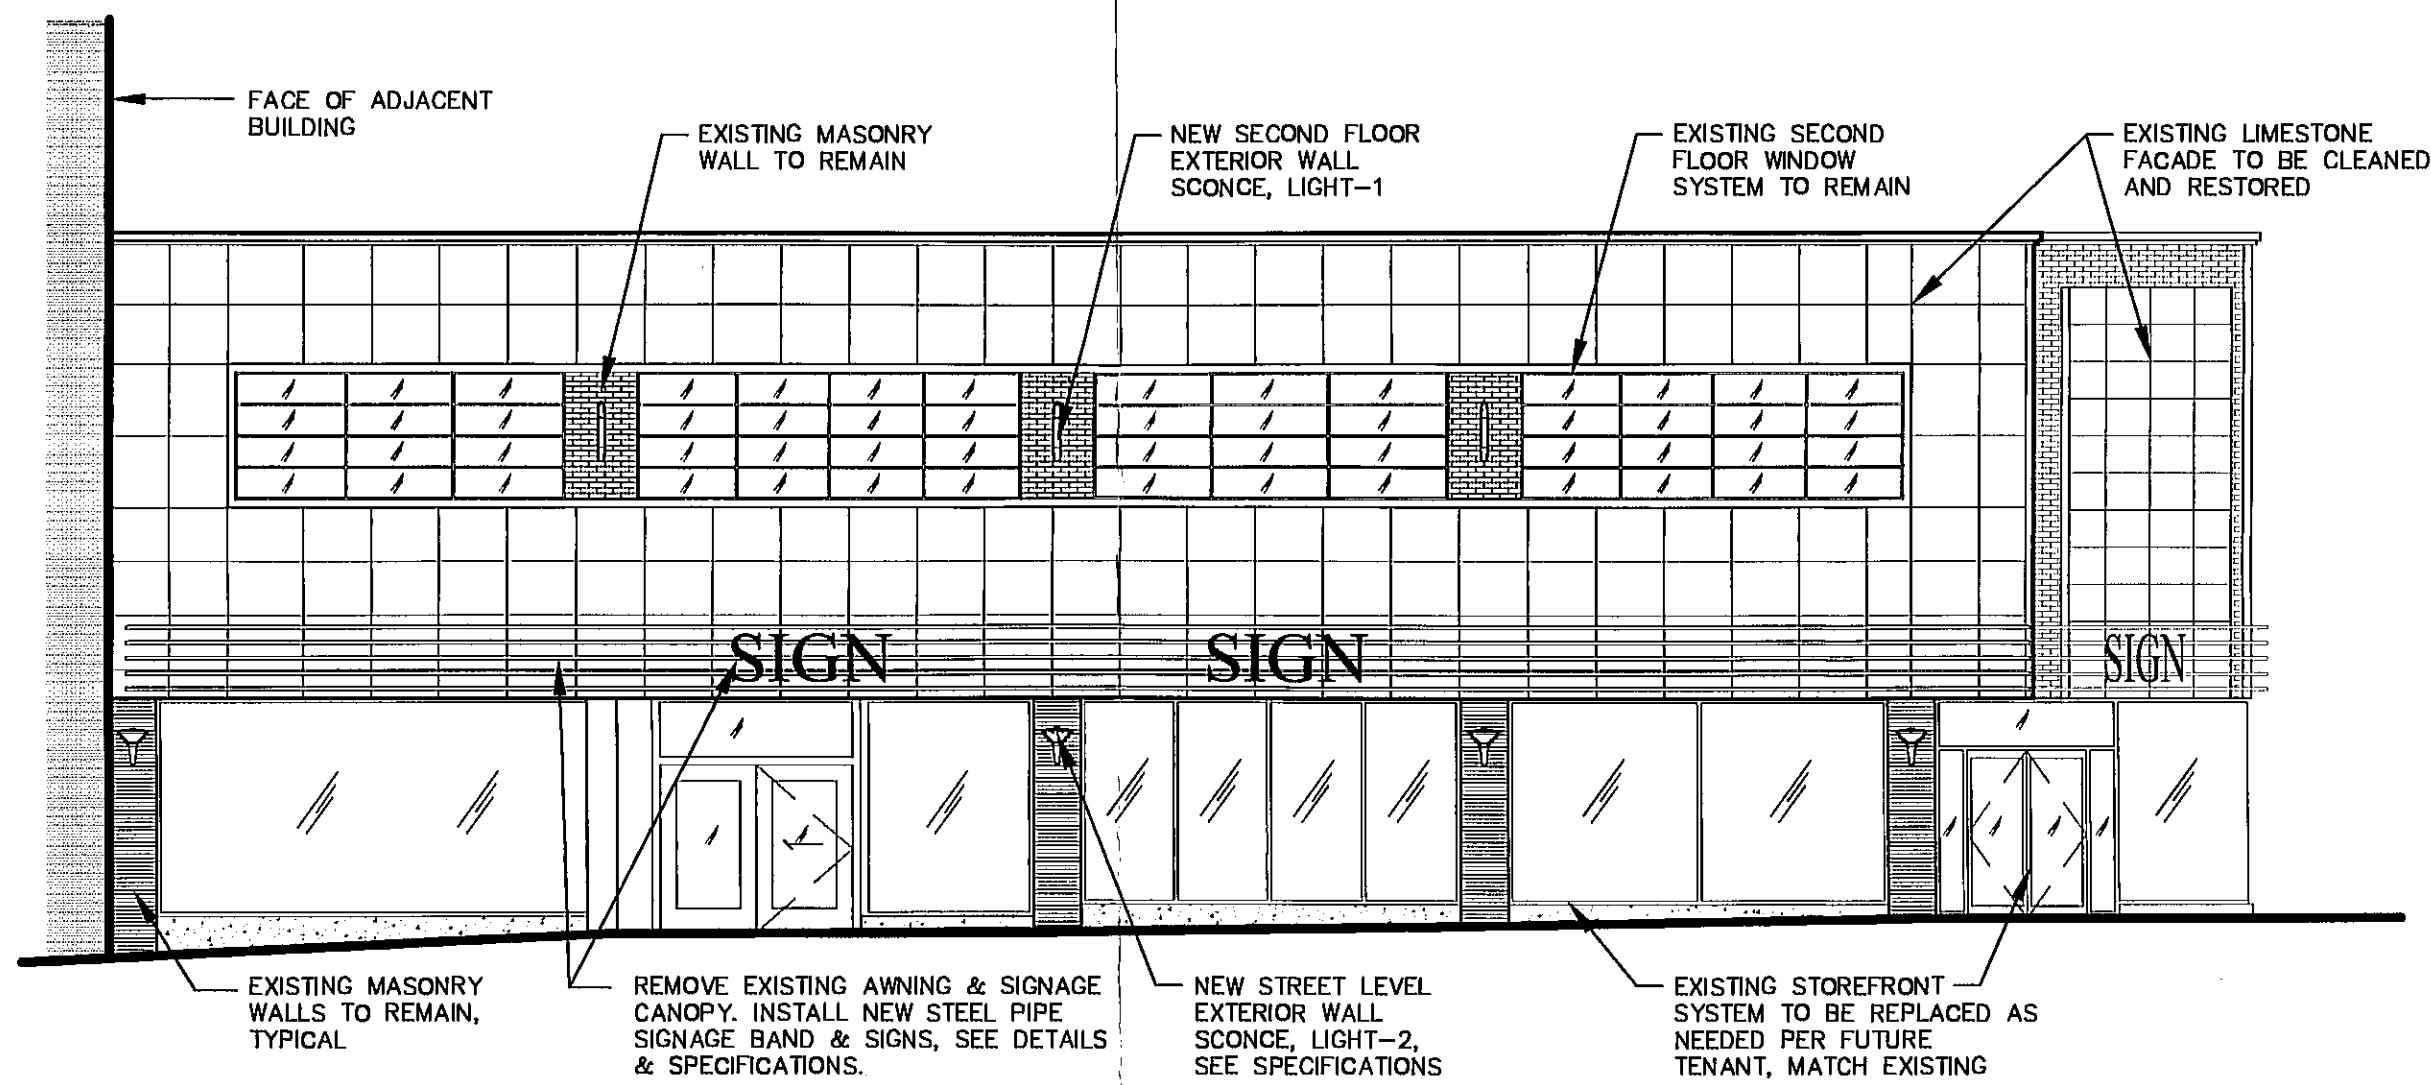 FACE OF ADJACENT
BUILDING
EXISTING MASONRY
WALL TO REMAIN
NEW SECOND FLOOR
EXTERIOR WALL
SCONCE, LIGHT-1
EXISTING SECOND
FLOOR WINDOW
SYSTEM TO REMAIN
EXISTING LIMESTONE
FACADE TO BE CLEANED
AND RESTORED
SIGN
SIGN
SIGN
EXISTING MASONRY
WALLS TO REMAIN,
TYPICAL
REMOVE EXISTING AWNING & SIGNAGE
CANOPY. INSTALL NEW STEEL PIPE
SIGNAGE BAND & SIGNS, SEE DETAILS
& SPECIFICATIONS.
NEW STREET LEVEL
EXTERIOR WALL
SCONCE, LIGHT-2,
SEE SPECIFICATIONS
EXISTING STOREFRONT
SYSTEM TO BE REPLACED AS
NEEDED PER FUTURE
TENANT, MATCH EXISTING